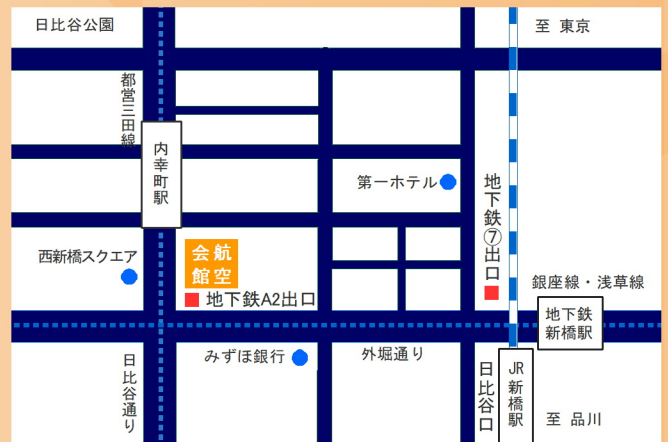 日比谷公園
至 東京
都営三田線
内幸町駅
第一ホテル
地下鉄⑦出口
西新橋スクエア
会航
館空
地下鉄A2出口
銀座線・浅草線
地下鉄
新橋駅
みずほ銀行
外堀通り
日比谷通り
日比谷口
JR新橋駅
至 品川